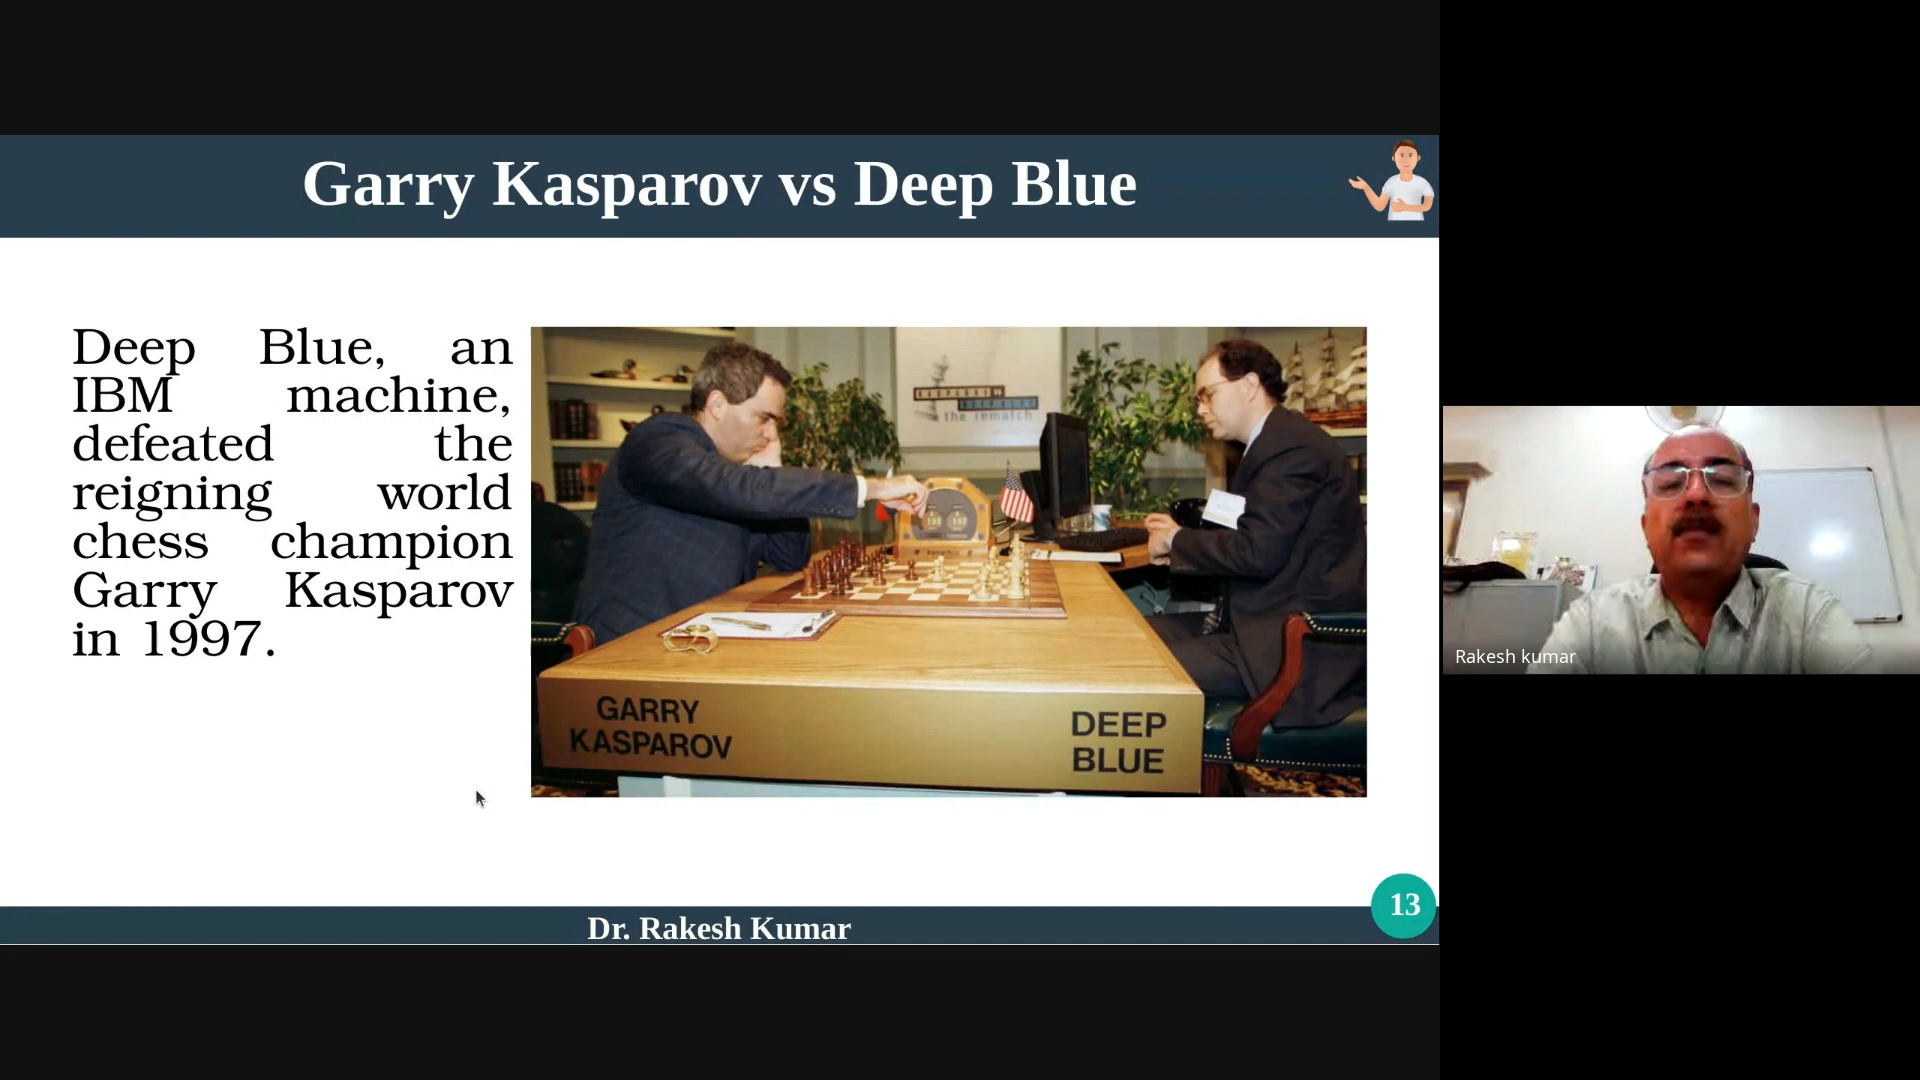 Garry Kasparov vs Deep Blue
Deep Blue, an
IBM machine,
defeated the
reigning world
chess champion
Garry Kasparov
in 1997.
the rematch
GARRY
KASPAROV
DEEP
BLUE
Rakesh kumar
13
Dr. Rakesh Kumar